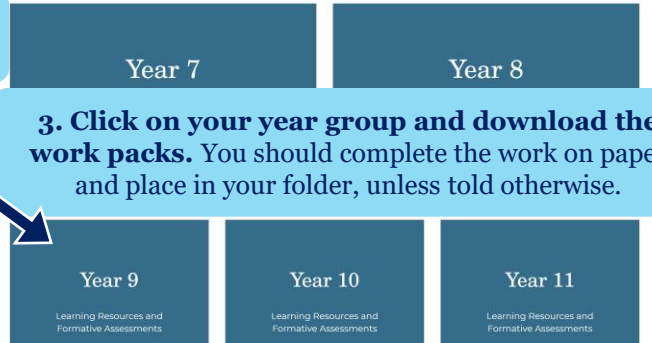 Year 7
Year 8
3. Click on your year group and download the
work packs. You should complete the work on pape
and place in your folder, unless told otherwise.
Year 9
Year 10
Year 11
Learning Resources and
Formative Assessments
Learning Resources and
Formative Assessments
Learning Resources and
Formative Assessments